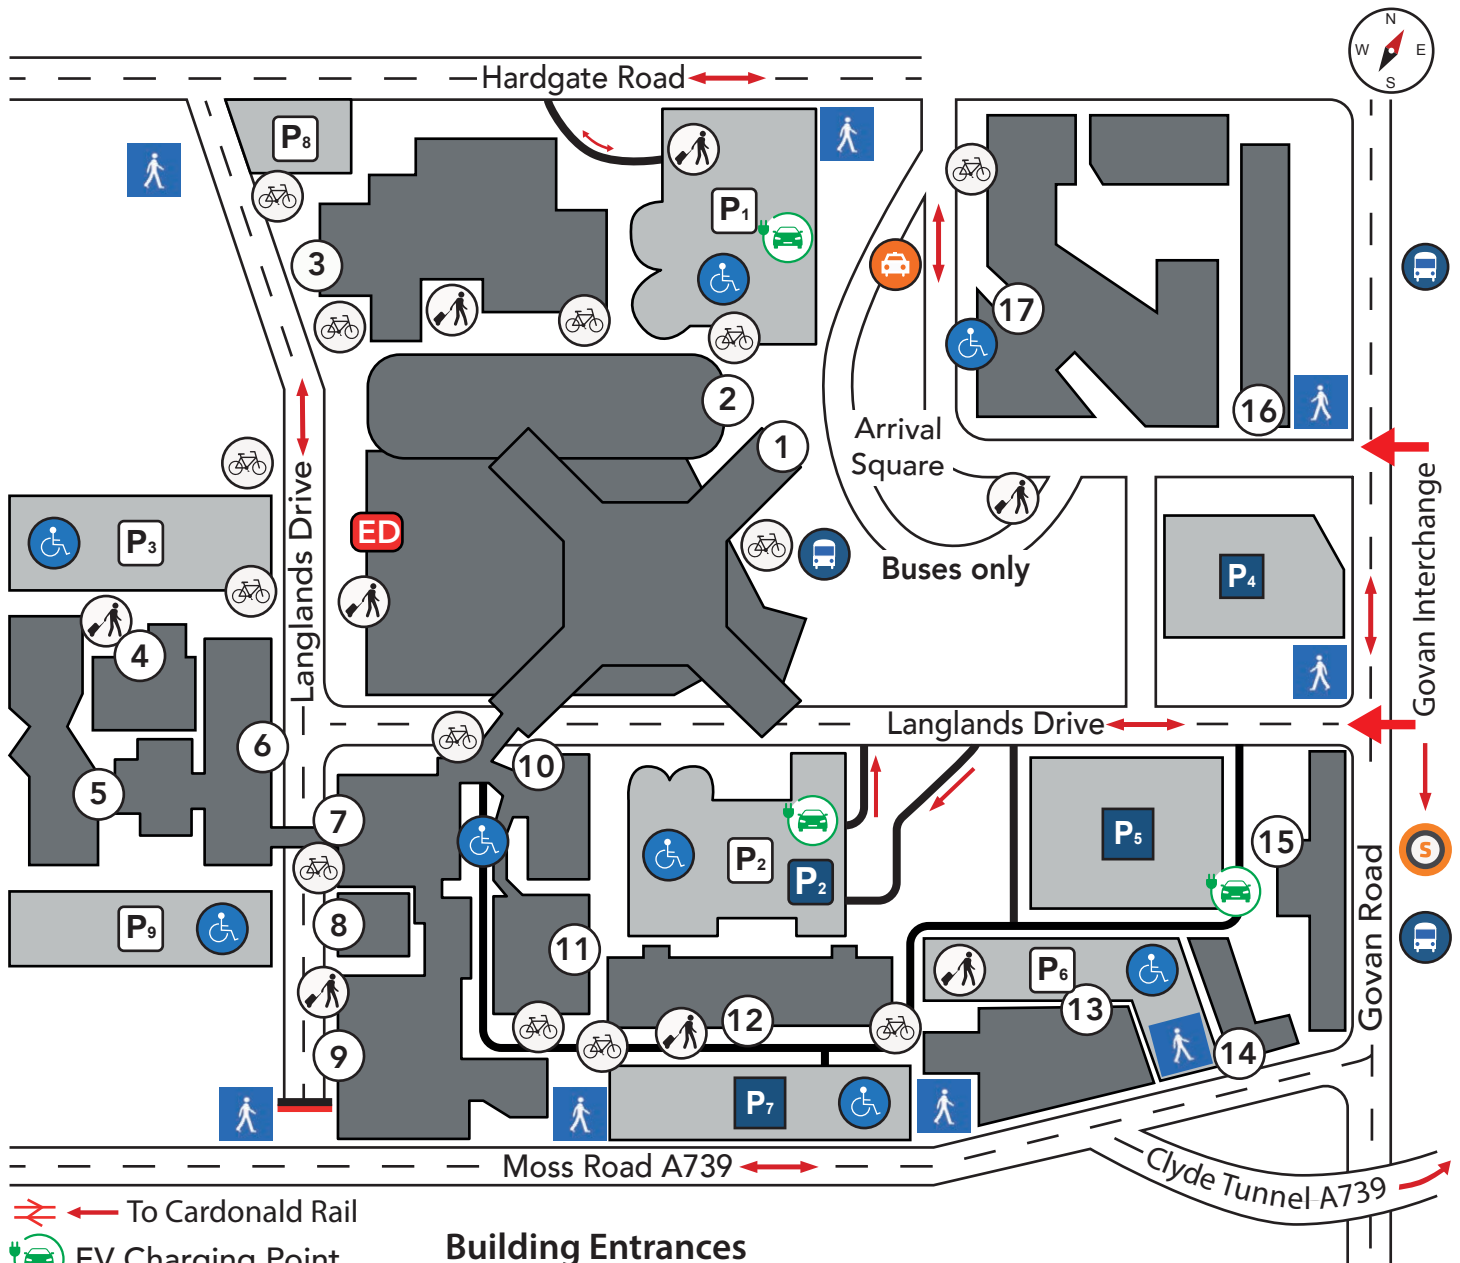 N
W E
S
Hardgate Road
P8
P1
3
17
2
16
1
Arrival
Square
ED
P3
Buses only
P4
Govan Interchange
Langlands Drive
4
6
Langlands Drive
10
5
7
P2
P2
P5
15
S
Govan Road
P9
8
11
P6
12
13
9
14
P7
Moss Road A739
Clyde Tunnel A739
To Cardonald Rail
EV Charging Point
Building Entrances